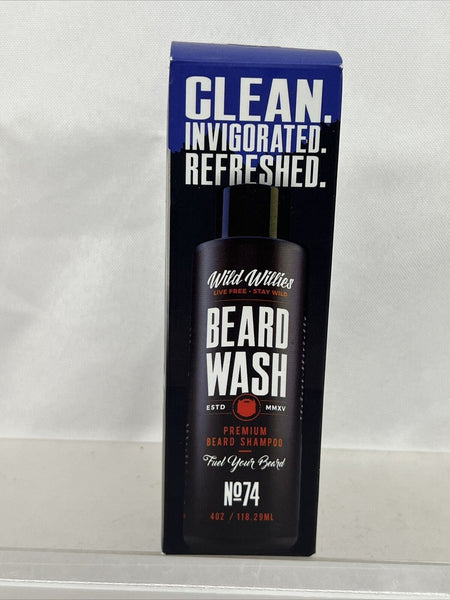 CLEAN.
INVIGORATED.
REFRESHED.
Wild Willies
LIVE FREE • STAY WILD
BEARD
WASH
ESTD MMXV
PREMIUM
BEARD SHAMPOO
Fuel Your Beard
Nº74
4OZ / 118.29ML